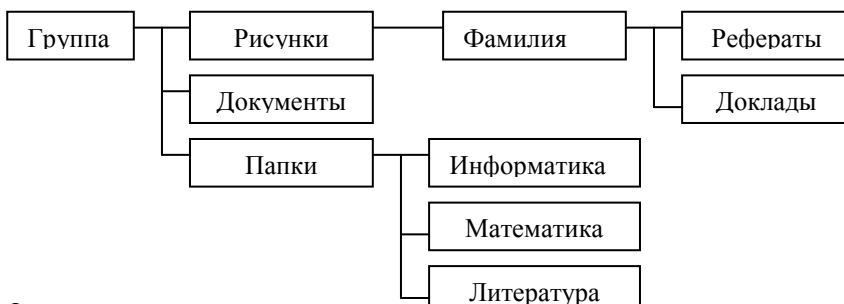 Группа
Рисунки
Фамилия
Рефераты
Документы
Доклады
Папки
Информатика
Математика
Литература